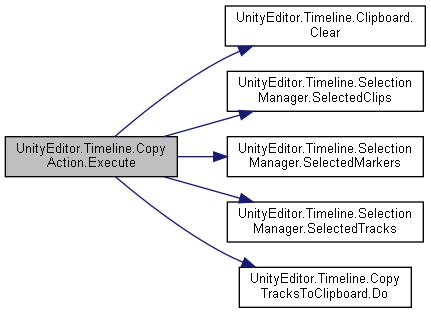 UnityEditor.Timeline.Clipboard.
Clear
UnityEditor.Timeline.Selection
Manager.SelectedClips
UnityEditor.Timeline.Copy
Action.Execute
UnityEditor.Timeline.Selection
Manager.SelectedMarkers
UnityEditor.Timeline.Selection
Manager.SelectedTracks
UnityEditor.Timeline.Copy
TracksToClipboard.Do